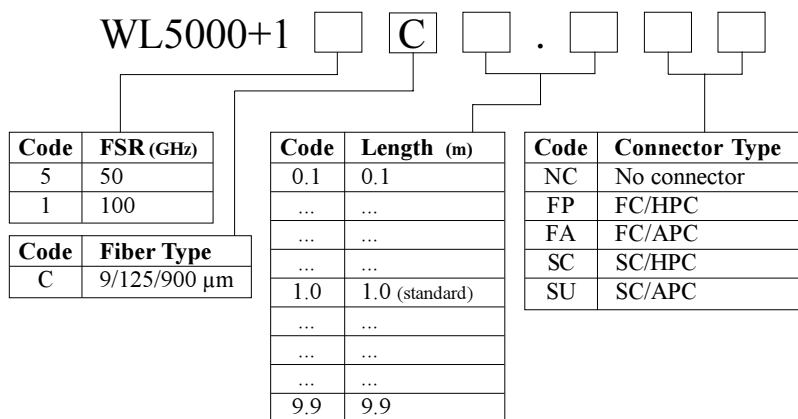 WL5000+1 C .
Code FSR (GHz)
5 50
1 100
Code Fiber Type
C 9/125/900 µm
Code Length (m)
0.1 0.1
... ...
... ...
... ...
1.0 1.0 (standard)
... ...
... ...
... ...
9.9 9.9
Code Connector Type
NC No connector
FP FC/HPC
FA FC/APC
SC SC/HPC
SU SC/APC